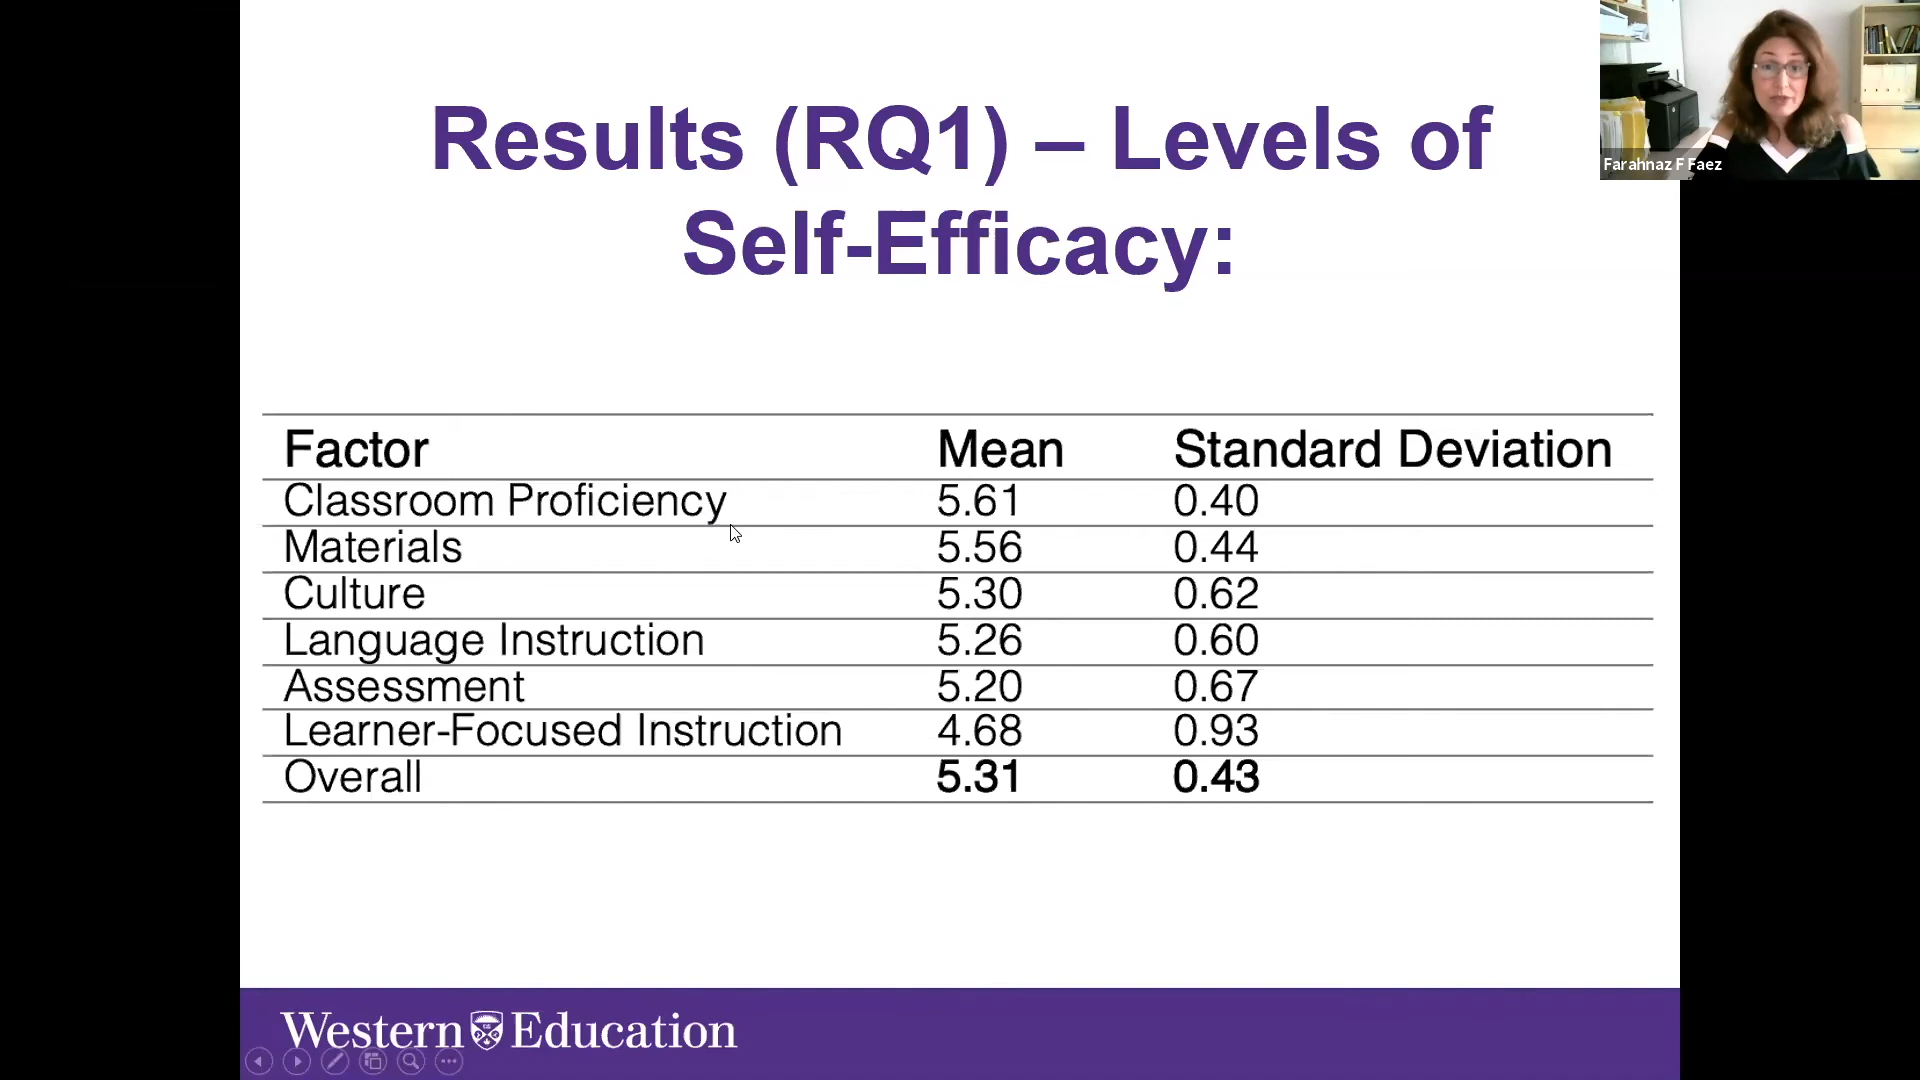 Results (RQ1) – Levels of
Self-Efficacy:
Farahnaz F Faez
Factor Mean Standard Deviation
Classroom Proficiency 5.61 0.40
Materials 5.56 0.44
Culture 5.30 0.62
Language Instruction 5.26 0.60
Assessment 5.20 0.67
Learner-Focused Instruction 4.68 0.93
Overall 5.31 0.43
Western Education